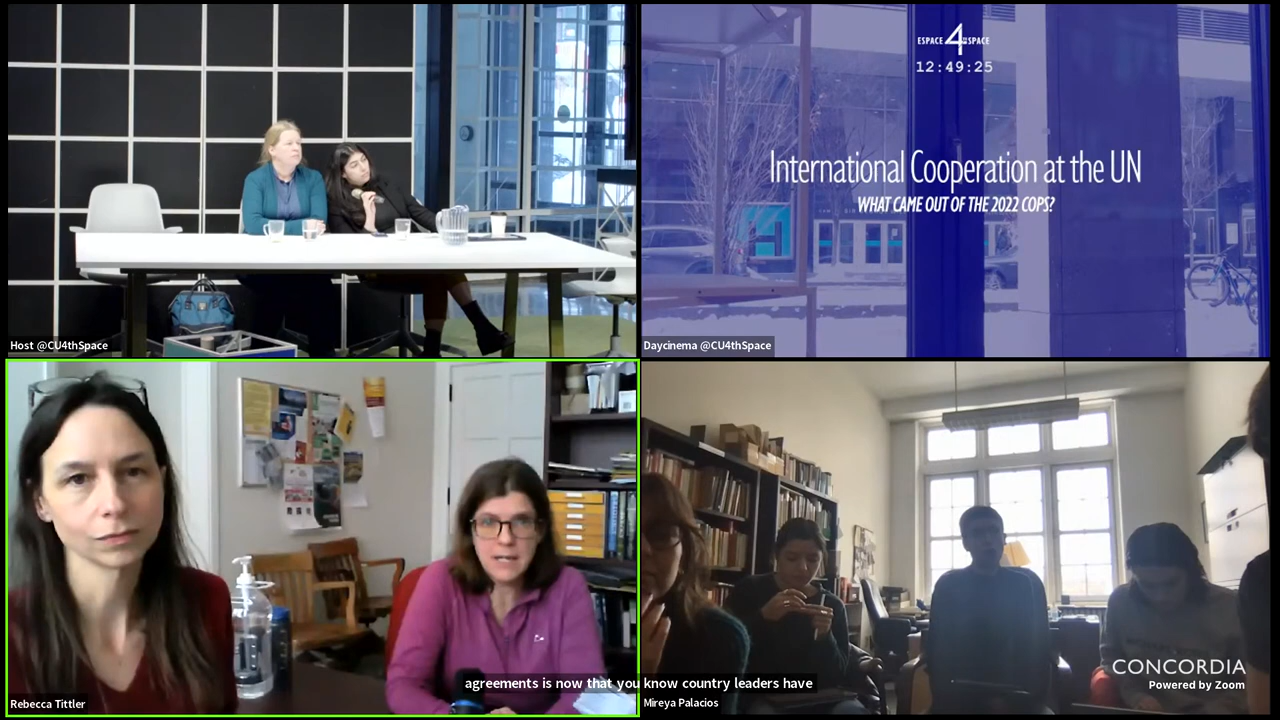 ESPACE 4 SPACE
12:49:25
International Cooperation at the UN
WHAT CAME OUT OF THE 2022 COPS?
Host @CU4thSpace
Daycinema @CU4thSpace
agreements is now that you know country leaders have
Rebecca Tittler
Mireya Palacios
CONCORDIA
Powered by Zoom